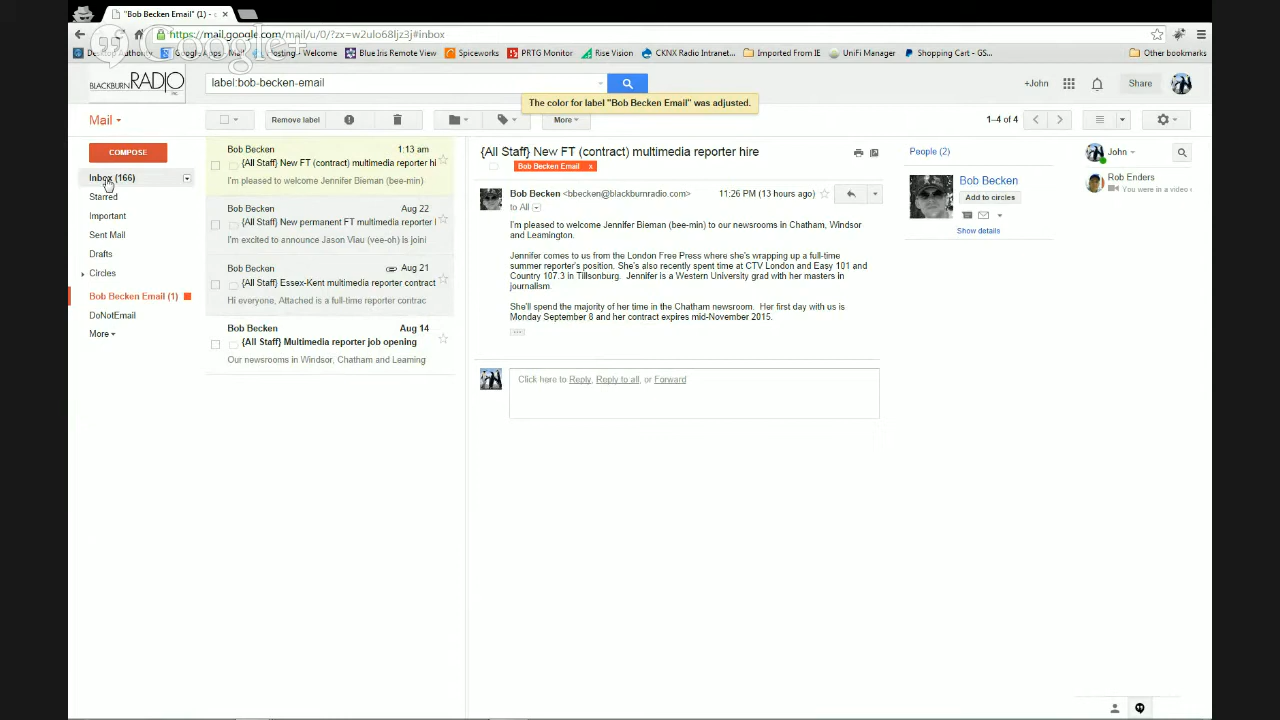 "Bob Becken Email" (1) - c
Google+
https://mail.google.com/mail/u/0/?zx=w2ulo68ljz3j#inbox
Google Apps - Mail
Hosting - Welcome
Blue Iris Remote View
Spiceworks
PRTG Monitor
Rise Vision
CKNX Radio Intranet...
Imported From IE
UniFi Manager
Shopping Cart - GS...
Other bookmarks
BLACKBURN RADIO INC
label:bob-becken-email
+John
Share
The color for label "Bob Becken Email" was adjusted.
Mail
Remove label
More
1–4 of 4
COMPOSE
Inbox (166)
Starred
Important
Sent Mail
Drafts
Circles
Bob Becken Email (1)
DoNotEmail
More
Bob Becken 1:13 am
{All Staff} New FT (contract) multimedia reporter hi
I'm pleased to welcome Jennifer Bieman (bee-min)
Bob Becken Aug 22
{All Staff} New permanent FT multimedia reporter
I'm excited to announce Jason Viau (vee-oh) is joini
Bob Becken Aug 21
{All Staff} Essex-Kent multimedia reporter contract
Hi everyone, Attached is a full-time reporter contrac
Bob Becken Aug 14
{All Staff} Multimedia reporter job opening
Our newsrooms in Windsor, Chatham and Leaming
{All Staff} New FT (contract) multimedia reporter hire
Bob Becken Email x
Bob Becken <bbecken@blackburnradio.com> 11:26 PM (13 hours ago)
to All
I'm pleased to welcome Jennifer Bieman (bee-min) to our newsrooms in Chatham, Windsor
and Leamington.
Jennifer comes to us from the London Free Press where she's wrapping up a full-time
summer reporter's position. She's also recently spent time at CTV London and Easy 101 and
Country 107.3 in Tillsonburg. Jennifer is a Western University grad with her masters in
journalism.
She'll spend the majority of her time in the Chatham newsroom. Her first day with us is
Monday September 8 and her contract expires mid-November 2015.
Click here to Reply, Reply to all, or Forward
People (2)
Bob Becken
Add to circles
Show details
John
Rob Enders
You were in a video